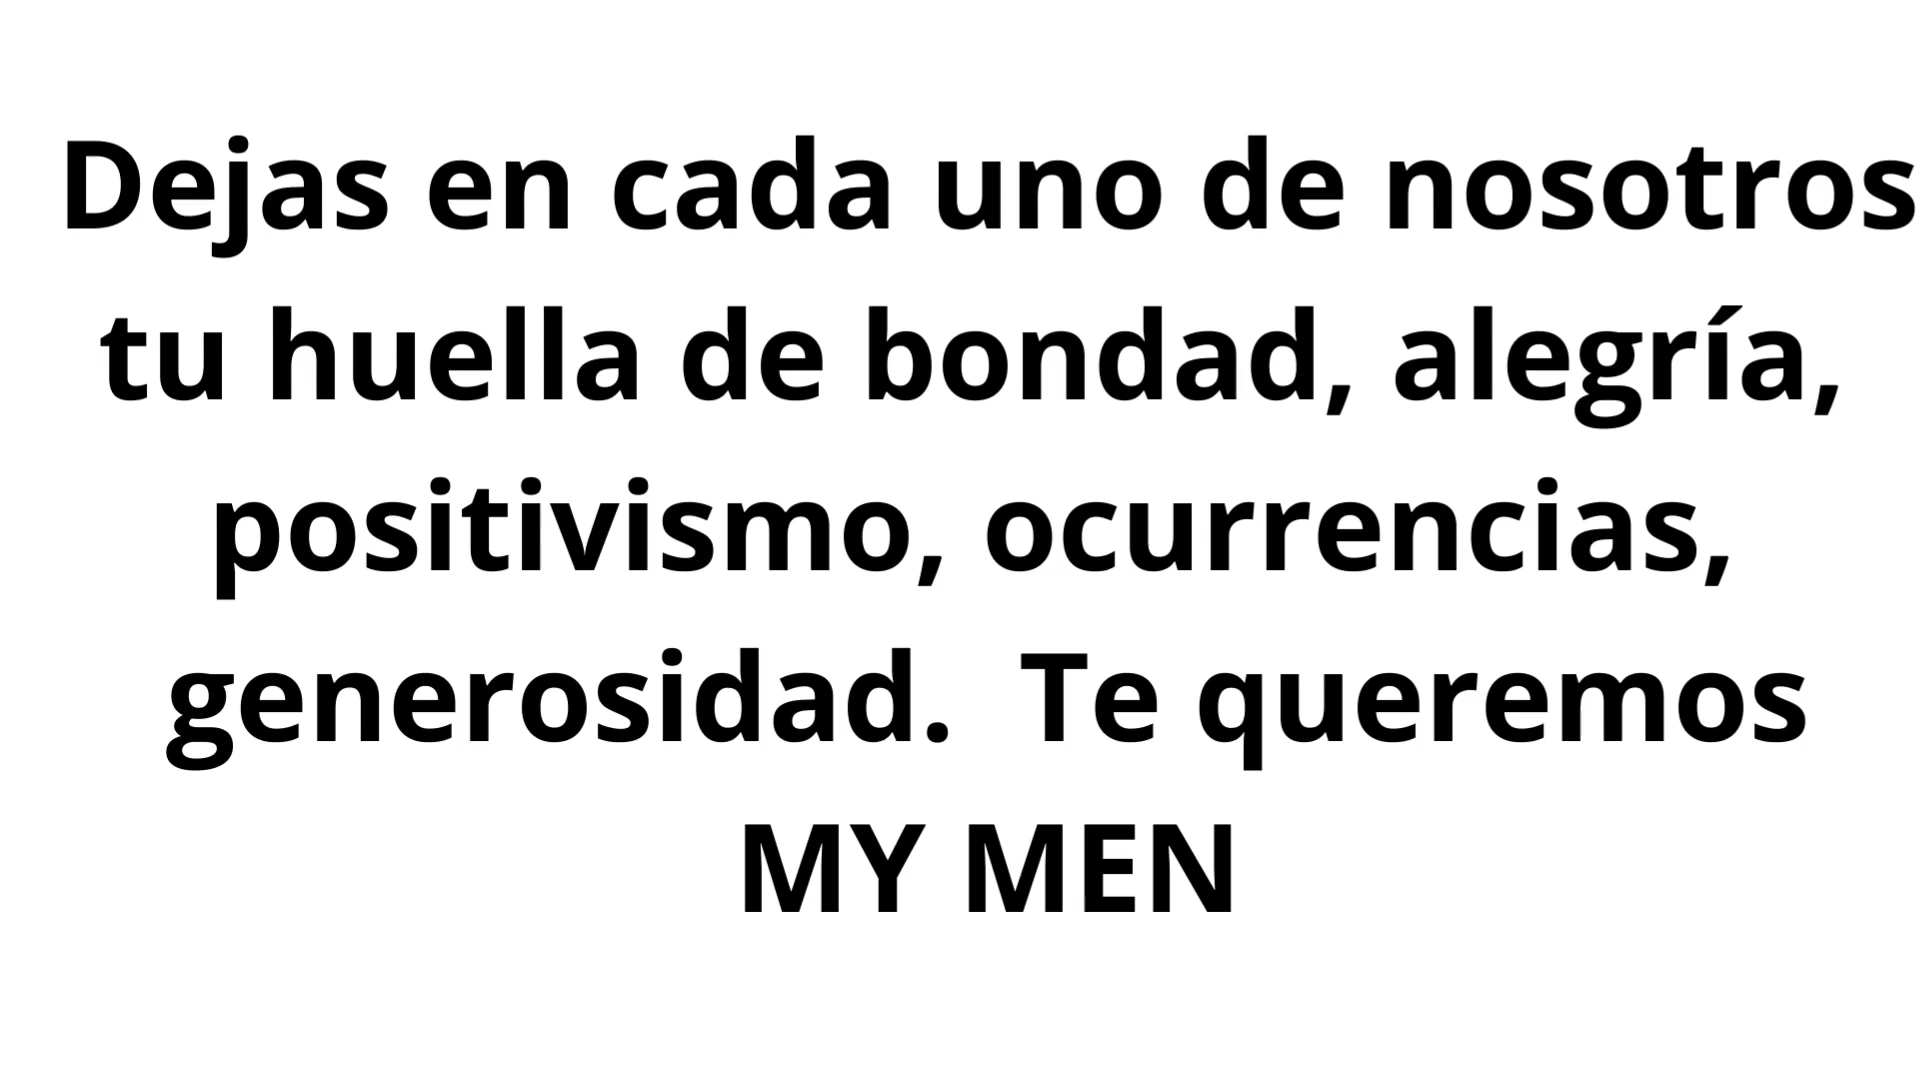 Dejas en cada uno de nosotros
tu huella de bondad, alegría,
positivismo, ocurrencias,
generosidad.  Te queremos
MY MEN